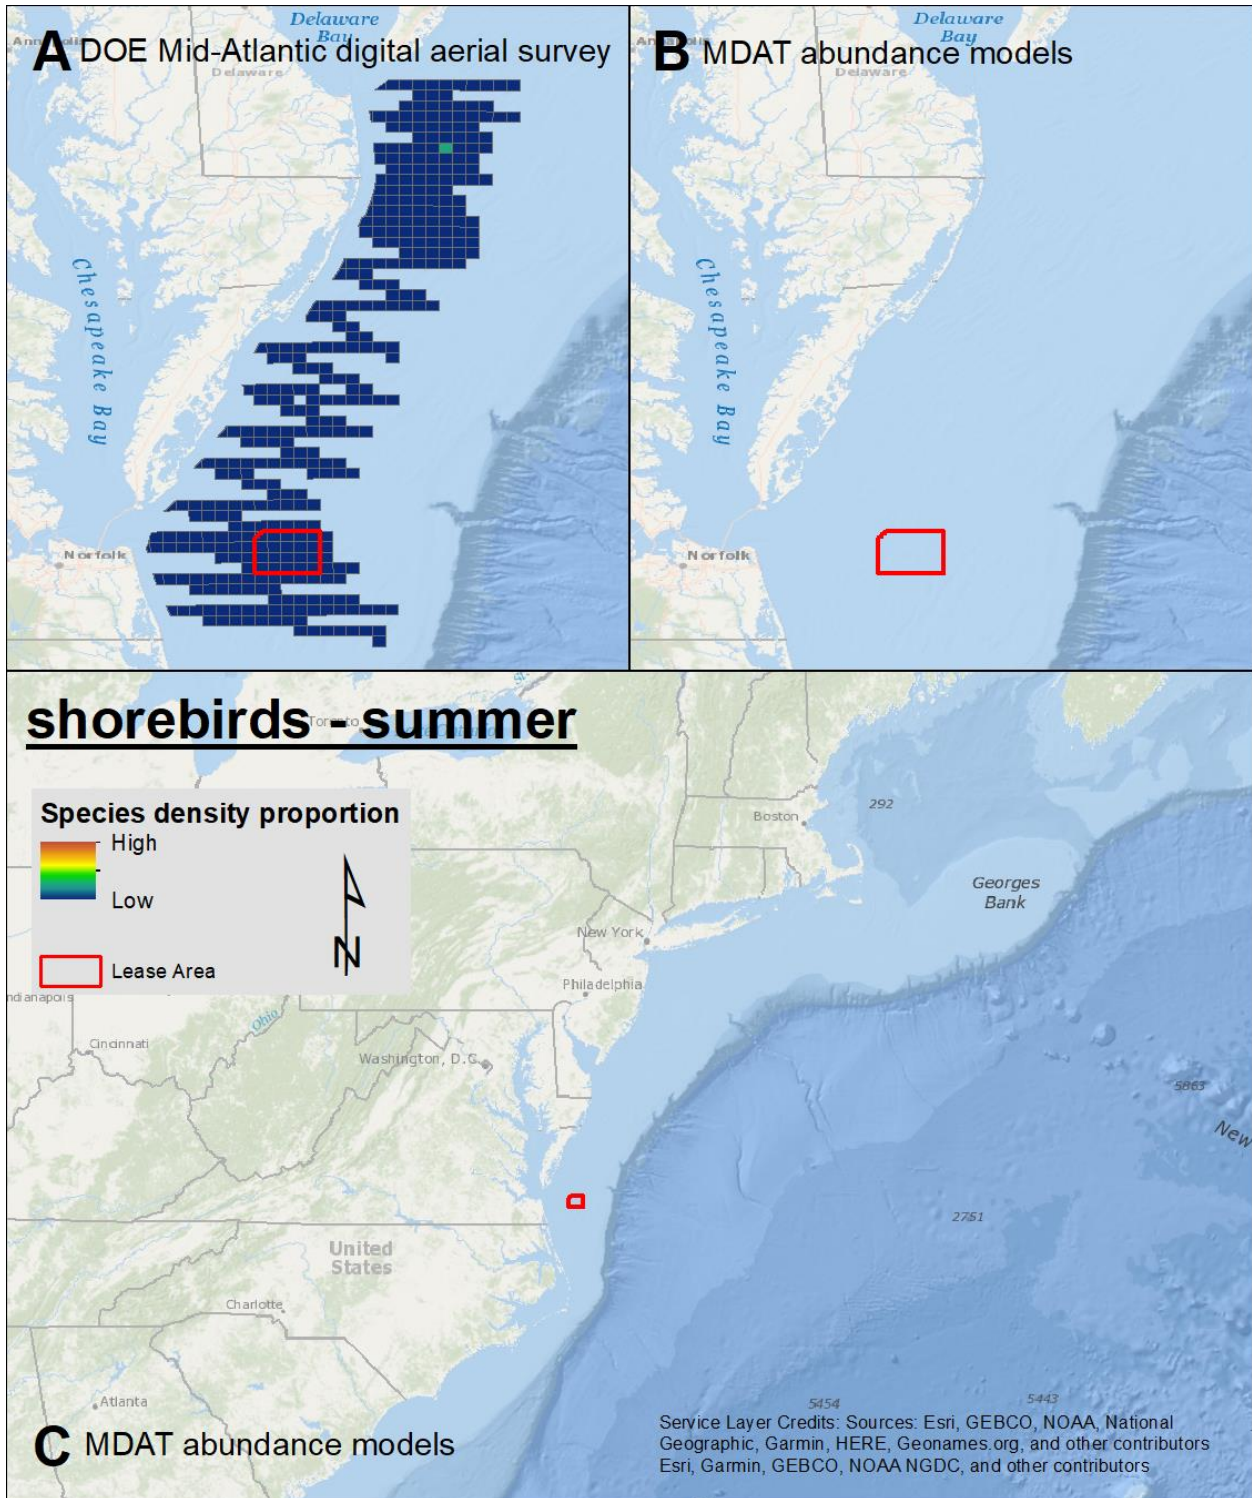 A DOE Mid-Atlantic digital aerial survey
Delaware
Bay
Delaware
Chesapeake Bay
Norfolk
B MDAT abundance models
Delaware
Bay
Delaware
Chesapeake Bay
Norfolk
shorebirds - summer
Toronto
Species density proportion
High
Low
Lease Area
N
292
Boston
Georges
Bank
New York
Philadelphia
Indianapolis
Ohio
Cincinnati
Washington, D.C.
5863
New
2751
United
States
Charlotte
Atlanta
5454
5443
C MDAT abundance models
Service Layer Credits: Sources: Esri, GEBCO, NOAA, National
Geographic, Garmin, HERE, Geonames.org, and other contributors
Esri, Garmin, GEBCO, NOAA NGDC, and other contributors